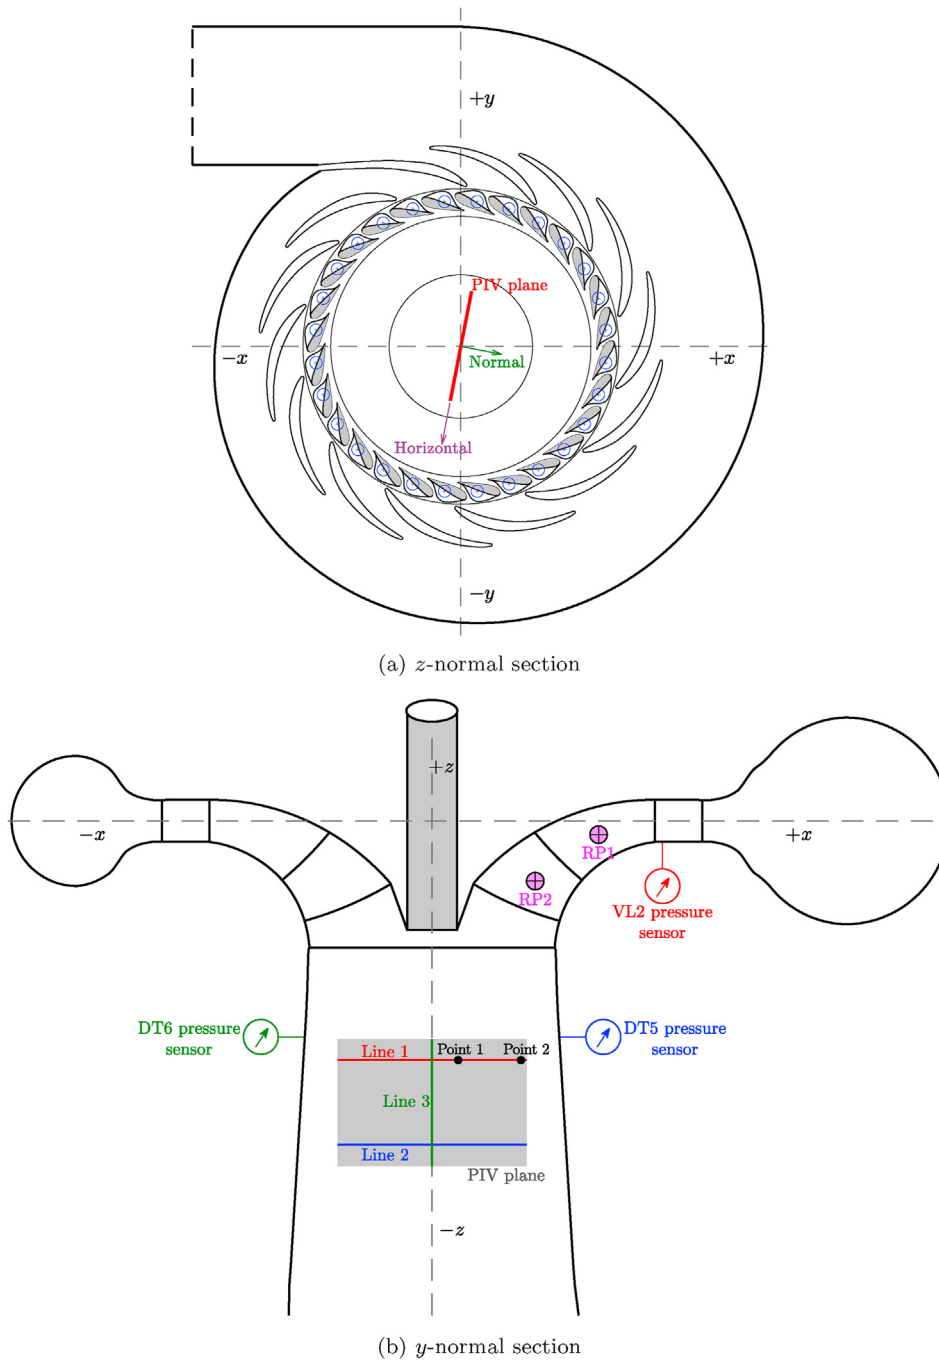 +y
PIV plane
−x
+x
Normal
Horizontal
−y
(a) z-normal section
+z
−x
+x
RP1
RP2
VL2 pressure
sensor
DT6 pressure
sensor
DT5 pressure
sensor
Line 1
Point 1
Point 2
Line 3
Line 2
PIV plane
−z
(b) y-normal section